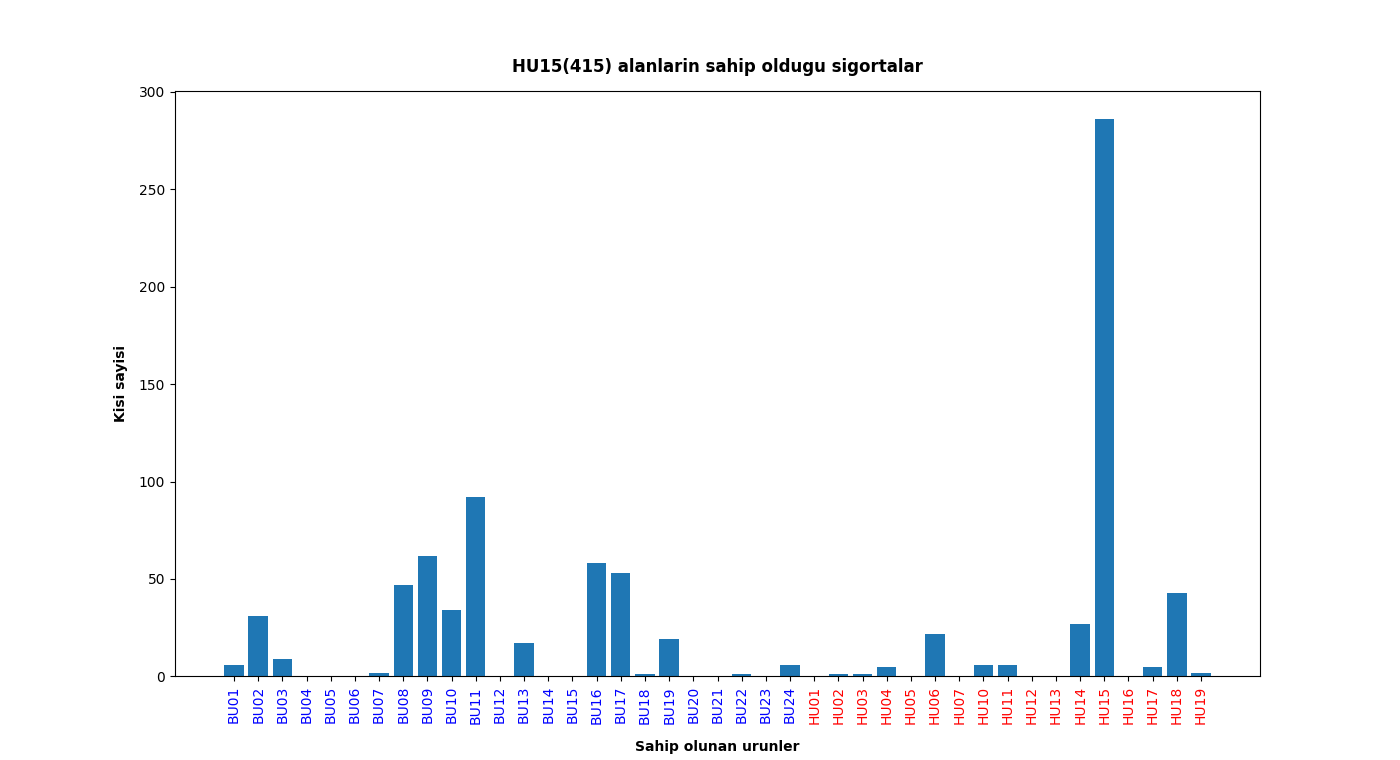 HU15(415) alanlarin sahip oldugu sigortalar
300
250
200
150
100
50
0
Kisi sayisi
BU01 BU02 BU03 BU04 BU05 BU06 BU07 BU08 BU09 BU10 BU11 BU12 BU13 BU14 BU15 BU16 BU17 BU18 BU19 BU20 BU21 BU22 BU23 BU24 HU01 HU02 HU03 HU04 HU05 HU06 HU07 HU10 HU11 HU12 HU13 HU14 HU15 HU16 HU17 HU18 HU19
Sahip olunan urunler